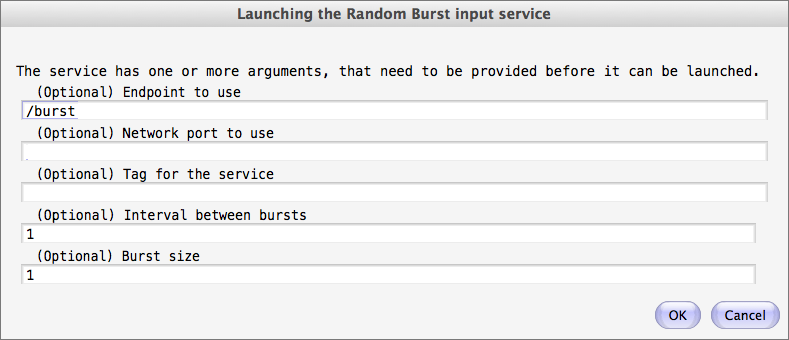 Launching the Random Burst input service
The service has one or more arguments, that need to be provided before it can be launched.
(Optional) Endpoint to use
/burst
(Optional) Network port to use
(Optional) Tag for the service
(Optional) Interval between bursts
1
(Optional) Burst size
1
OK Cancel